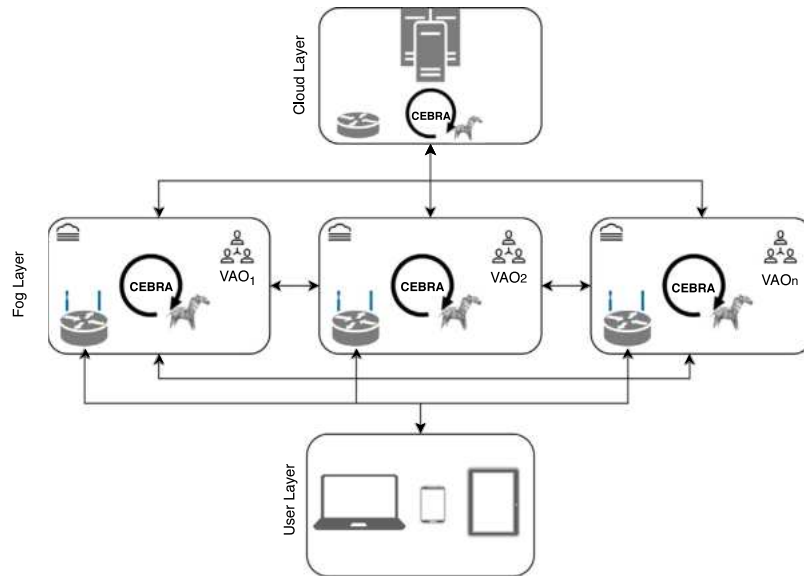 Cloud Layer
CEBRA
Fog Layer
CEBRA
VAO1
CEBRA
VAO2
CEBRA
VAOn
User Layer